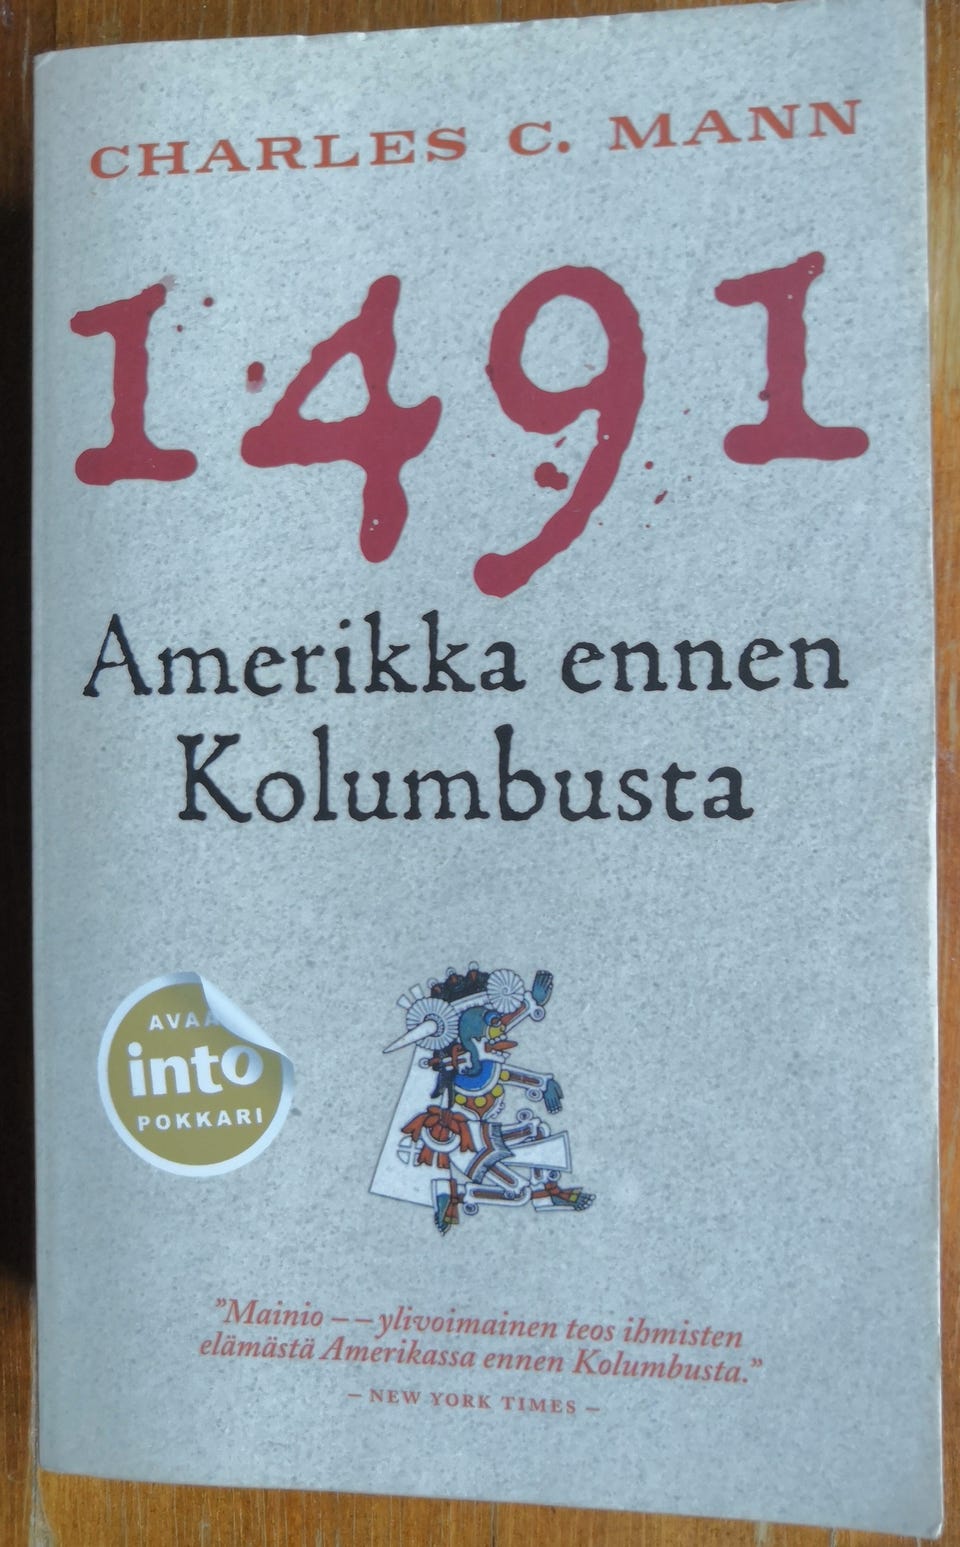 CHARLES C. MANN
1491
Amerikka ennen
Kolumbusta
AVAA
into
POKKARI
”Mainio – – ylivoimainen teos ihmisten
elämästä Amerikassa ennen Kolumbusta.”
– NEW YORK TIMES –